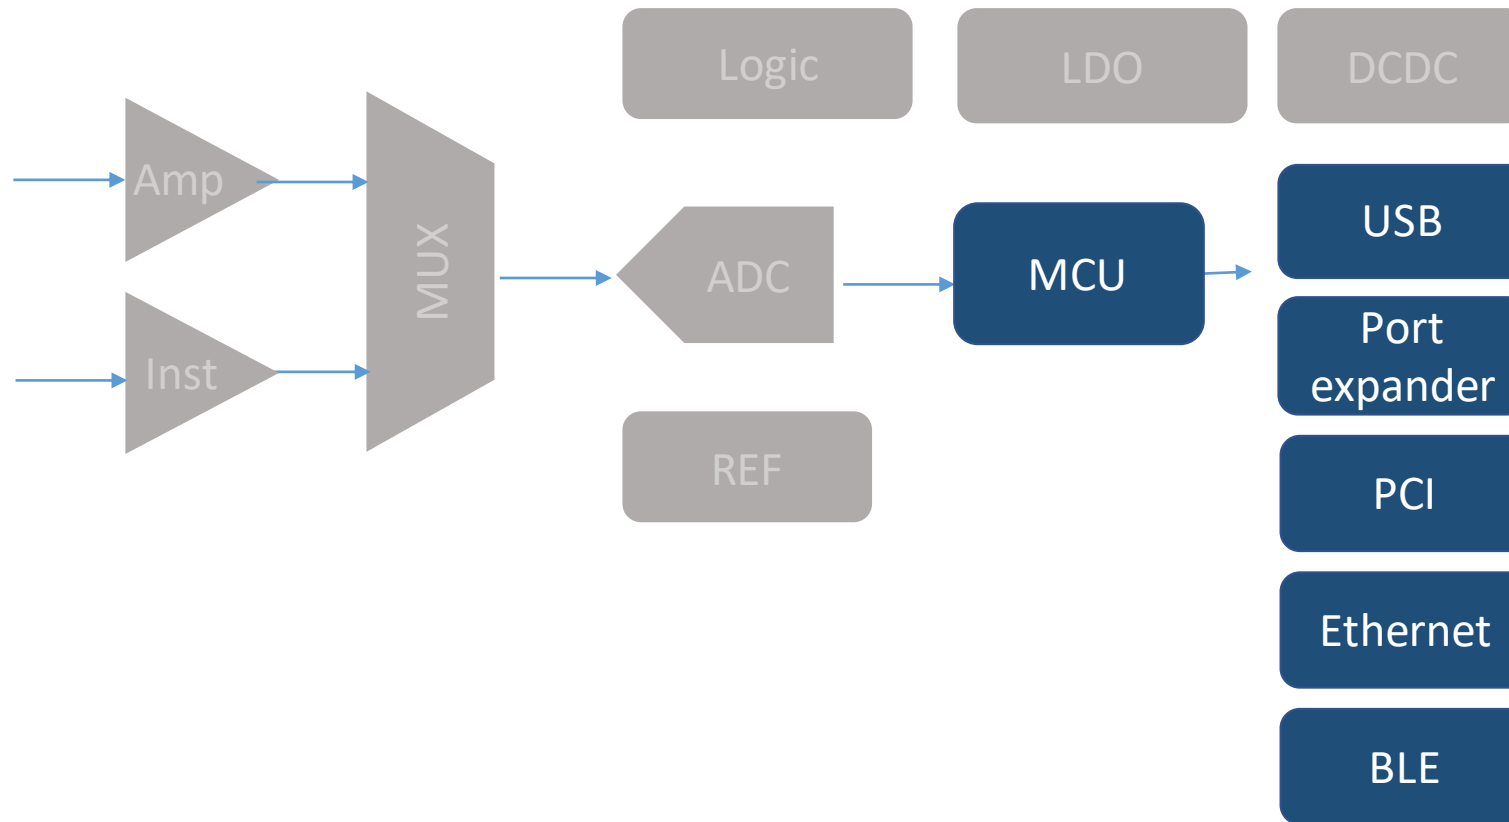 Logic
LDO
DCDC
Amp
MUX
USB
ADC
MCU
Port
expander
Inst
REF
PCI
Ethernet
BLE